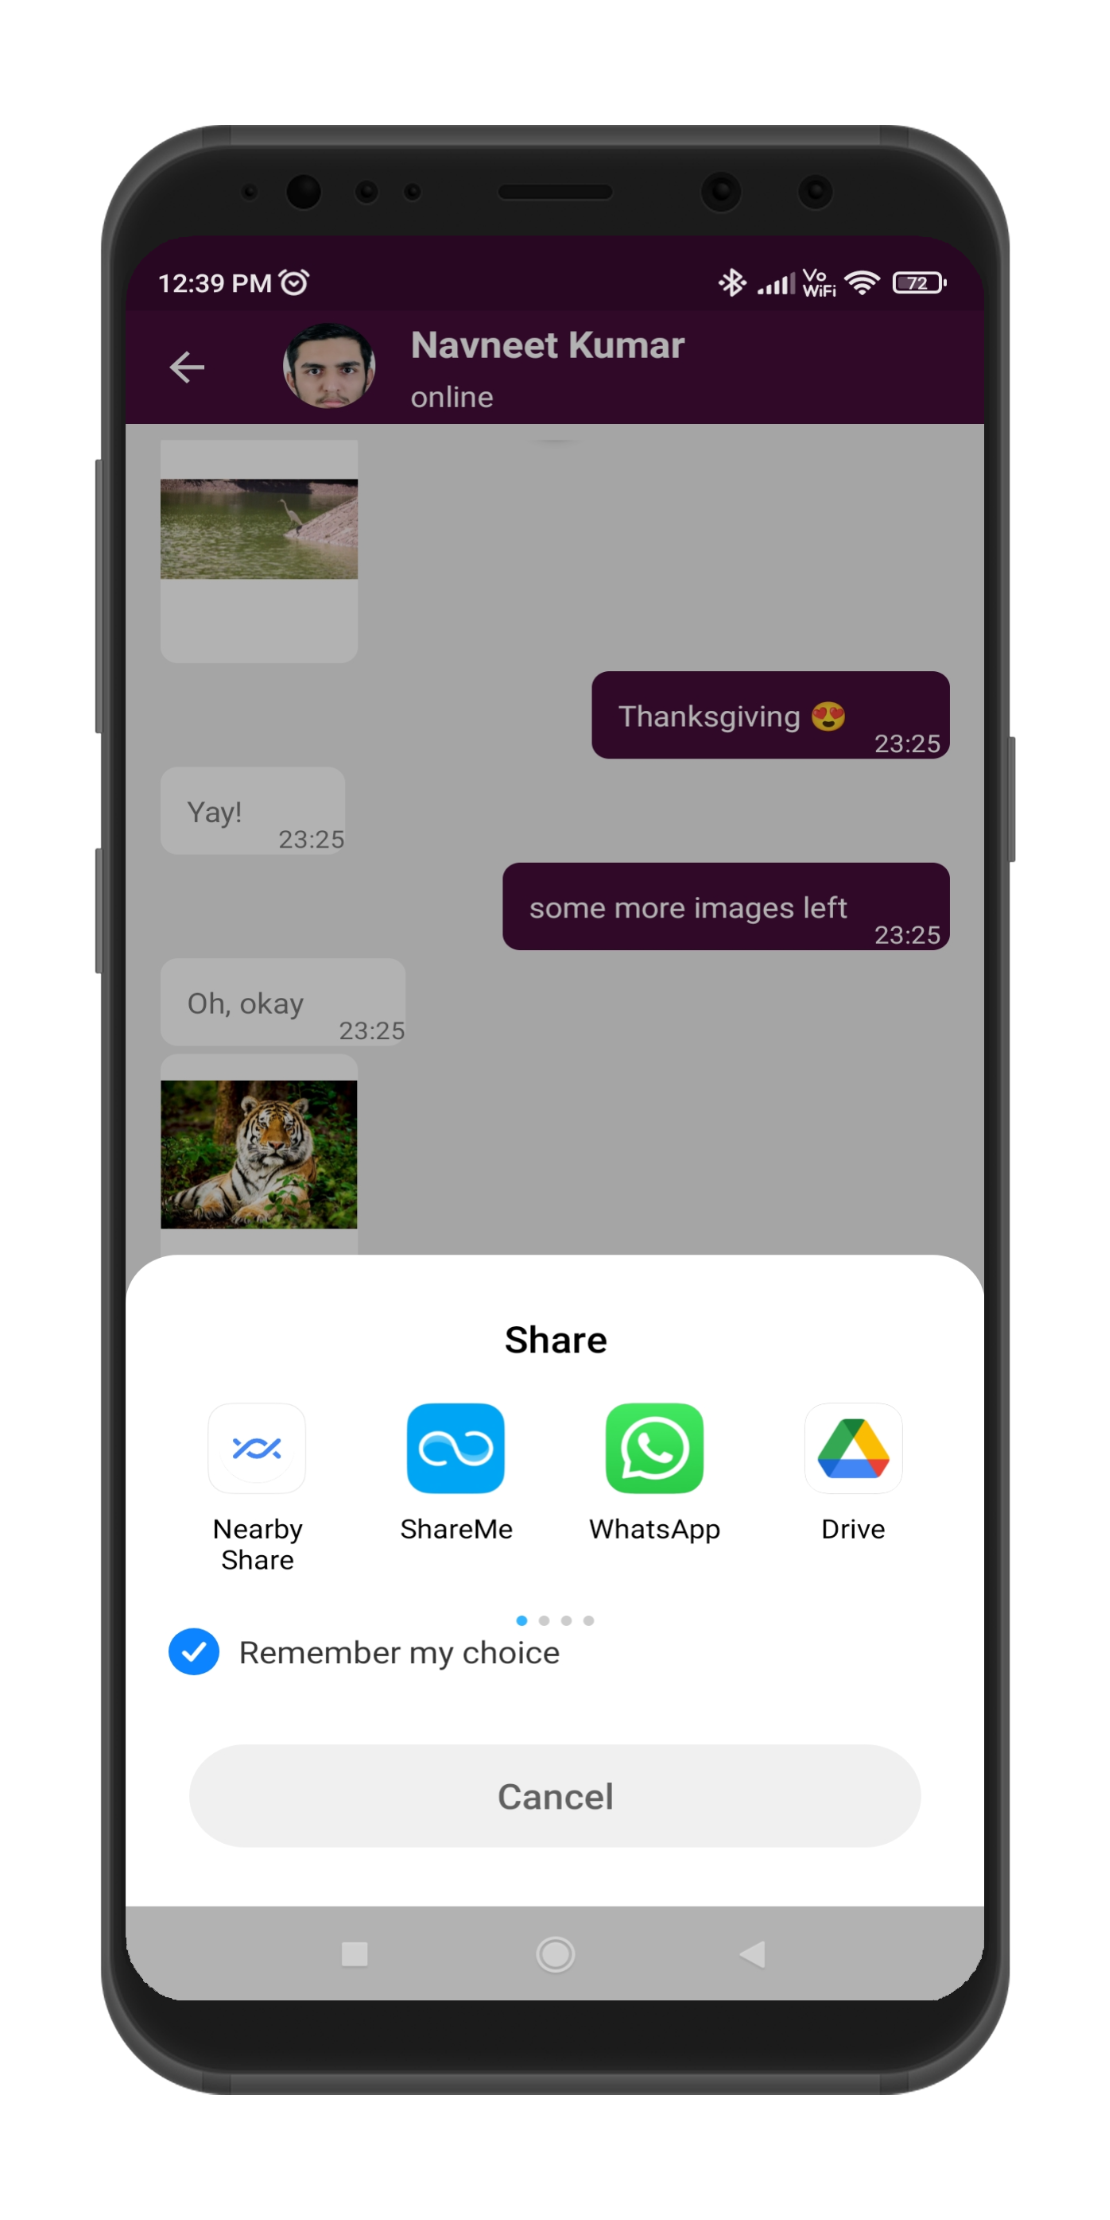 12:39 PM
Vo
WiFi
72
Navneet Kumar
online
Thanksgiving 😍
23:25
Yay!
23:25
some more images left
23:25
Oh, okay
23:25
Share
Nearby
Share
ShareMe
WhatsApp
Drive
Remember my choice
Cancel